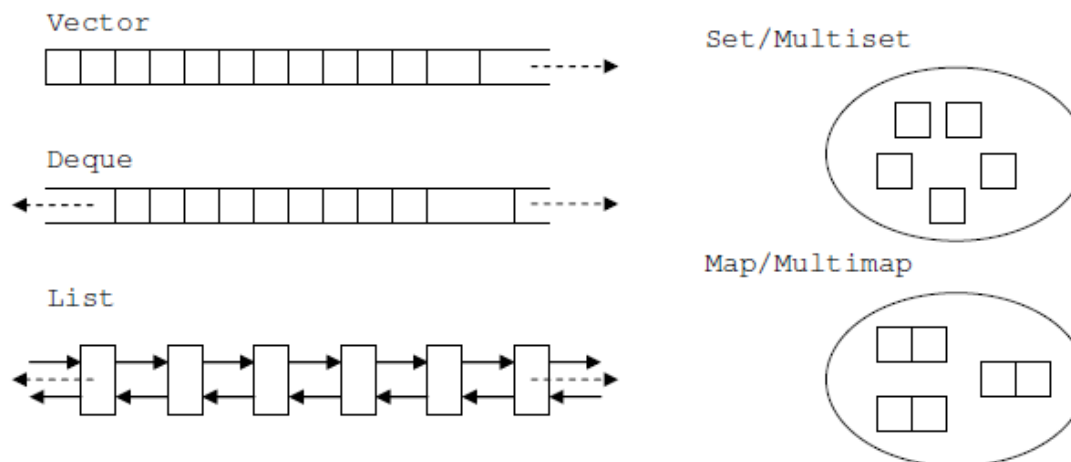 Vector
Deque
List
Set/Multiset
Map/Multimap